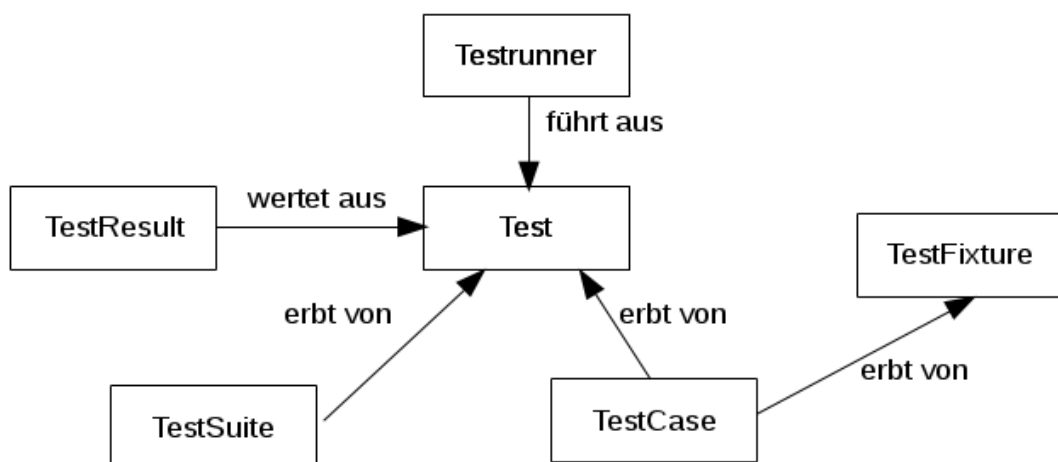 Testrunner
führt aus
wertet aus
TestResult
Test
TestFixture
erbt von
erbt von
erbt von
TestSuite
TestCase